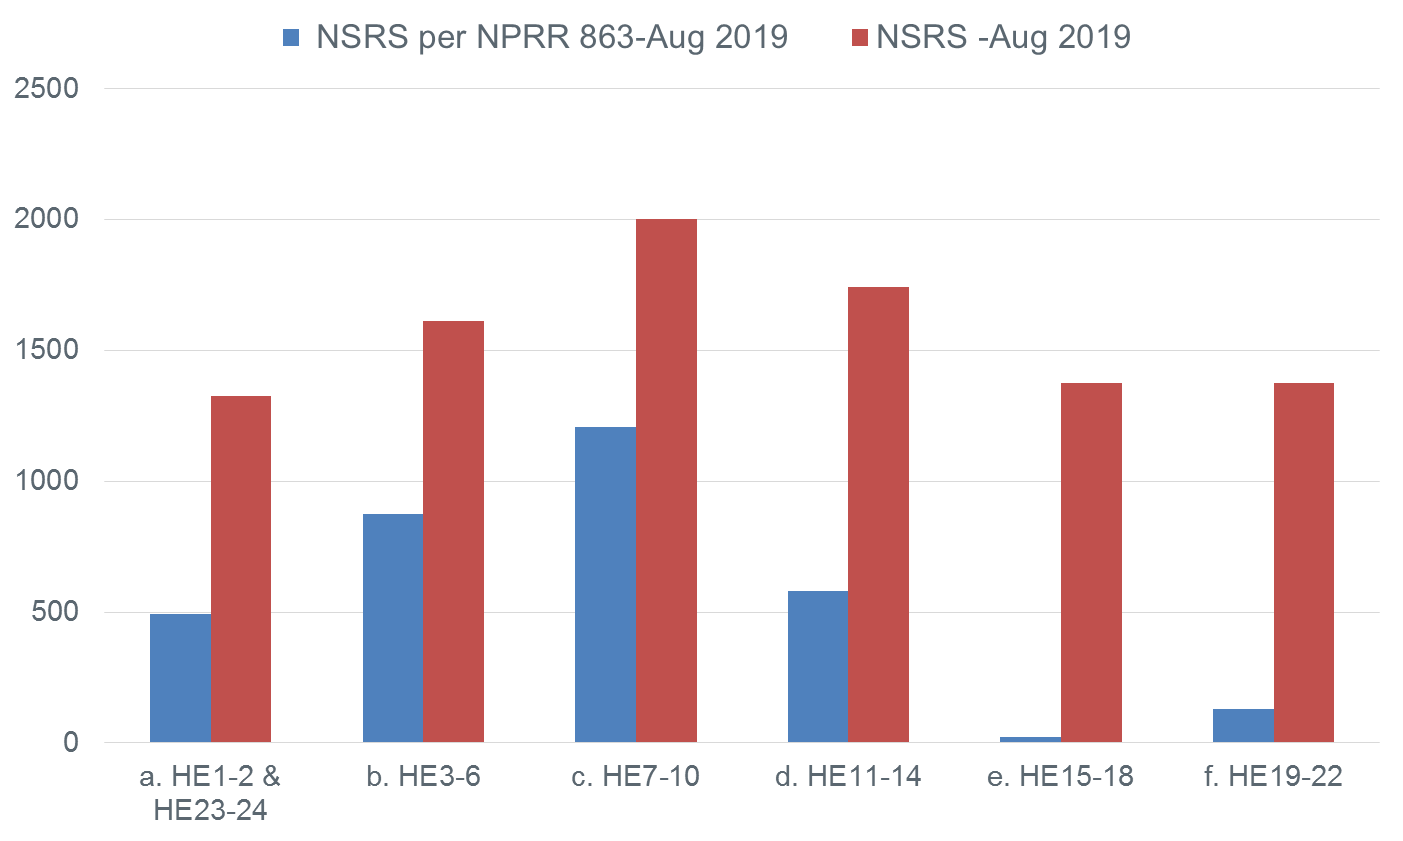 NSRS per NPRR 863-Aug 2019
NSRS -Aug 2019
2500
2000
1500
1000
500
0
a. HE1-2 &
HE23-24
b. HE3-6
c. HE7-10
d. HE11-14
e. HE15-18
f. HE19-22